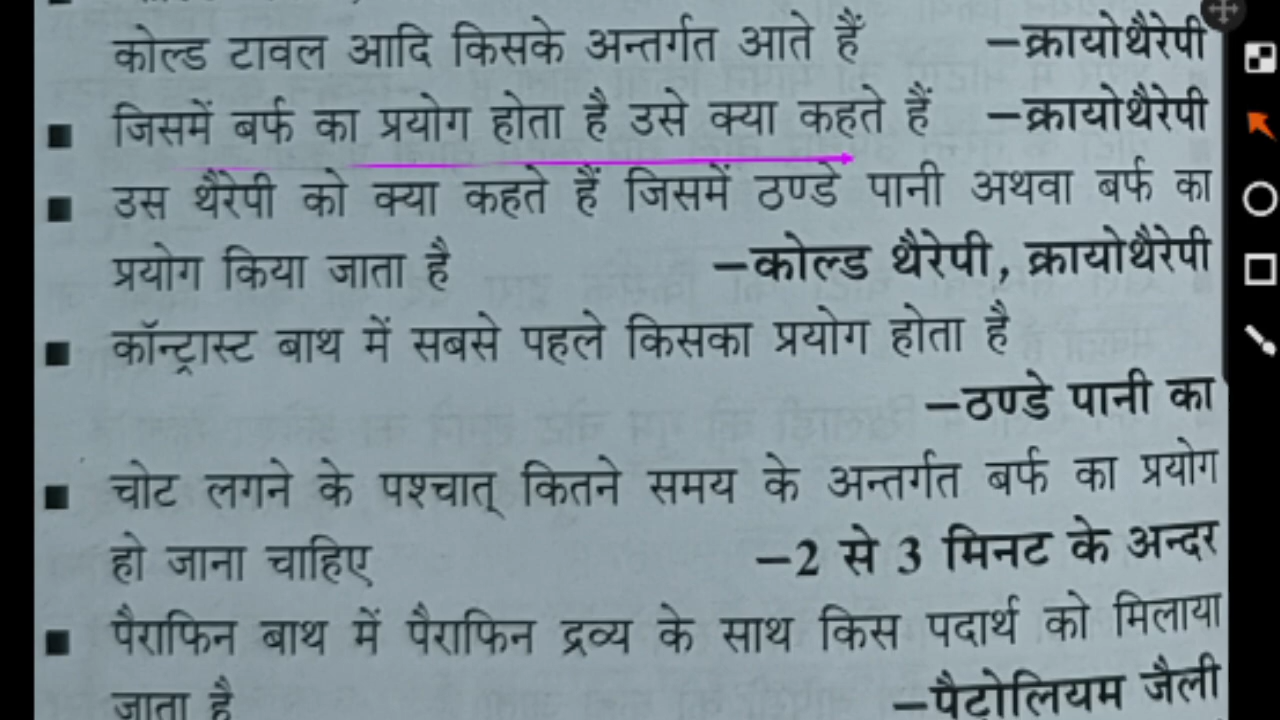 कोल्ड टावल आदि किसके अन्तर्गत आते हैं –क्रायोथैरेपी
■ जिसमें बर्फ का प्रयोग होता है उसे क्या कहते हैं –क्रायोथैरेपी
■ उस थैरेपी को क्या कहते हैं जिसमें ठण्डे पानी अथवा बर्फ का
प्रयोग किया जाता है –कोल्ड थैरेपी, क्रायोथैरेपी
■ कॉन्ट्रास्ट बाथ में सबसे पहले किसका प्रयोग होता है
–ठण्डे पानी का
■ चोट लगने के पश्चात् कितने समय के अन्तर्गत बर्फ का प्रयोग
हो जाना चाहिए –2 से 3 मिनट के अन्दर
■ पैराफिन बाथ में पैराफिन द्रव्य के साथ किस पदार्थ को मिलाया
जाता है –पैट्रोलियम जैली